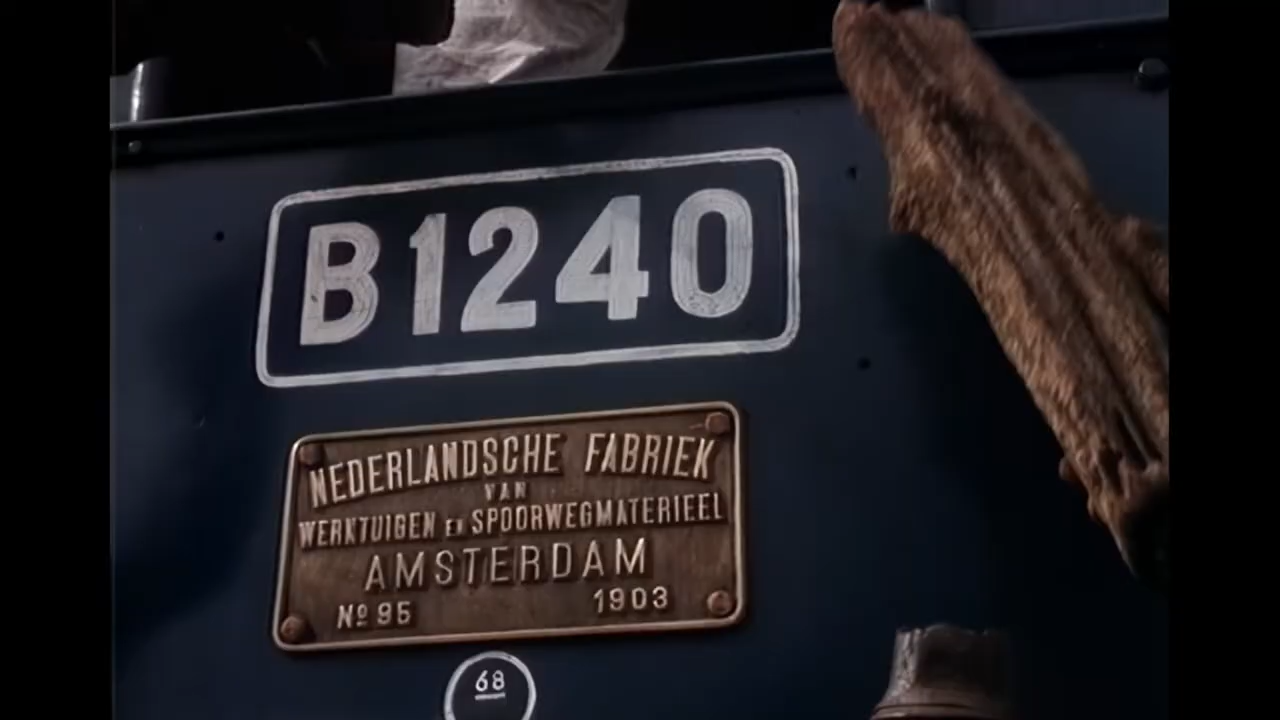 B1240
NEDERLANDSCHE FABRIEK
VAN
WERKTUIGEN EN SPOORWEGMATERIEEL
AMSTERDAM
Nº 95 1903
68